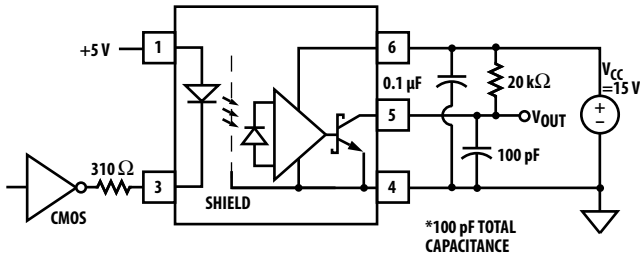 +5 V
1
6
0.1 µF
20 kΩ
VCC
=15 V
+
−
5
VOUT
310 Ω
100 pF
3
4
CMOS
SHIELD
*100 pF TOTAL
CAPACITANCE